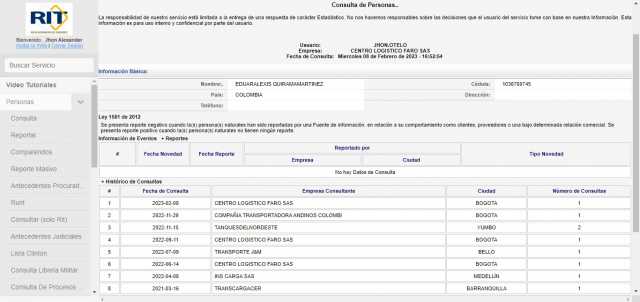 Consulta de Personas..
La responsabilidad de nuestro servicio está limitada a la entrega de una respuesta de carácter Estadístico. No nos hacemos responsables sobre las decisiones que el usuario del servicio tome con base en nuestra información. Esta
información es para uso interno y confidencial por parte del usuario.
RIT
Bienvenido: Jhon Alexander
Cerrar Sesión
Usuario: JHON.OTELO
Empresa: CENTRO LOGISTICO FARO SAS
Fecha de Consulta: Miercoles 08 de Febrero de 2023 - 16:52:54
Buscar Servicio
Video Tutoriales
Personas
Consulta
Reportar
Comparendos
Reporte Masivo
Antecedentes Procurad...
Runt
Consultar (solo Rit)
Antecedentes Judiciales
Lista Clinton
Consulta Libreta Militar
Consulta De Procesos
Información Básica:
Nombre:. EDUARALEXIS QUIRAMAMARTINEZ Cédula: 1036780745
País: COLOMBIA Dirección:
Teléfono:
Ley 1581 de 2012
Se presenta reporte negativo cuando la(s) persona(s) naturales han sido reportadas por una Fuente de información, en relación a su comportamiento como clientes, proveedores o una bajo determinada relación comercial. Se
presenta reporte positivo cuando la(s) persona(s) naturales no tienen ningún reporte.
Información de Eventos + Reportes
# Fecha Novedad Fecha Reporte Reportado por Tipo Novedad
Empresa Ciudad
No hay Datos de Consulta
+ Histórico de Consultas
# Fecha de Consulta Empresa Consultante Ciudad Número de Consultas
1 CENTRO LOGISTICO FARO SAS BOGOTA 1
2 2022-11-29 COMPAÑIA TRANSPORTADORA ANDINOS COLOMBI BOGOTA 1
3 2022-11-15 TANQUESDELNORDESTE YUMBO 2
4 2022-09-11 CENTRO LOGISTICO FARO SAS BOGOTA 1
5 2022-07-09 TRANSPORTE J&M BELLO 1
6 2022-06-14 CENTRO LOGISTICO FARO SAS BOGOTA 1
7 2022-04-08 INS CARGA SAS MEDELLÍN 1
8 2021-03-16 TRANSCARGACER BARRANQUILLA 1